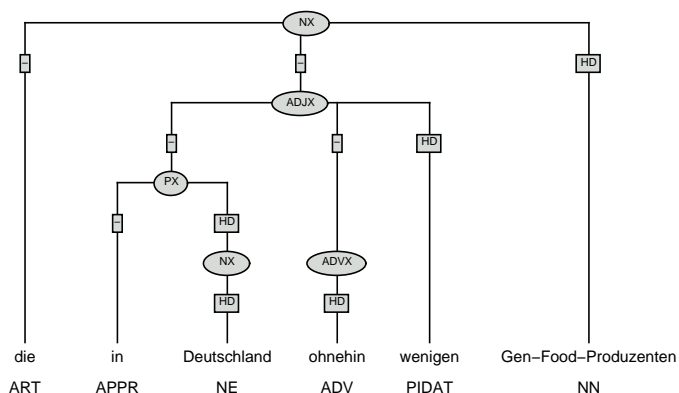 NX
– – HD
ADJX
– – HD
PX
– HD
NX ADVX
HD HD
die in Deutschland ohnehin wenigen Gen–Food–Produzenten
ART APPR NE ADV PIDAT NN